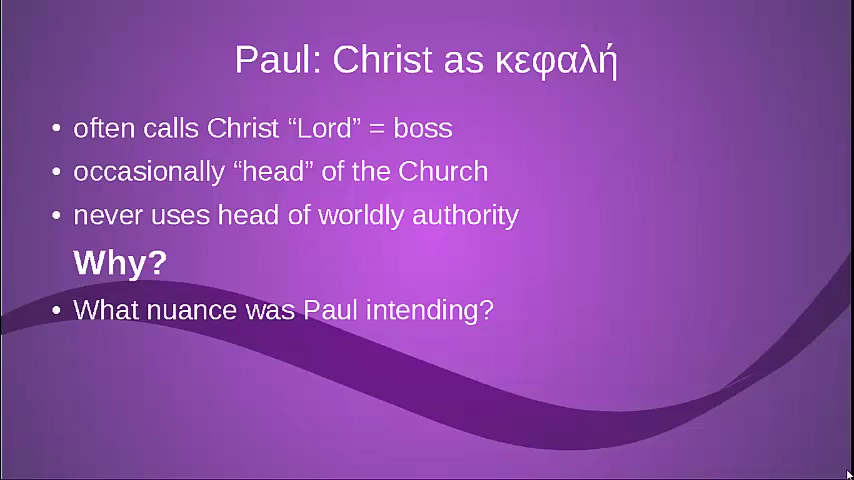 Paul: Christ as κεφαλή
• often calls Christ “Lord” = boss
• occasionally “head” of the Church
• never uses head of worldly authority
Why?
• What nuance was Paul intending?